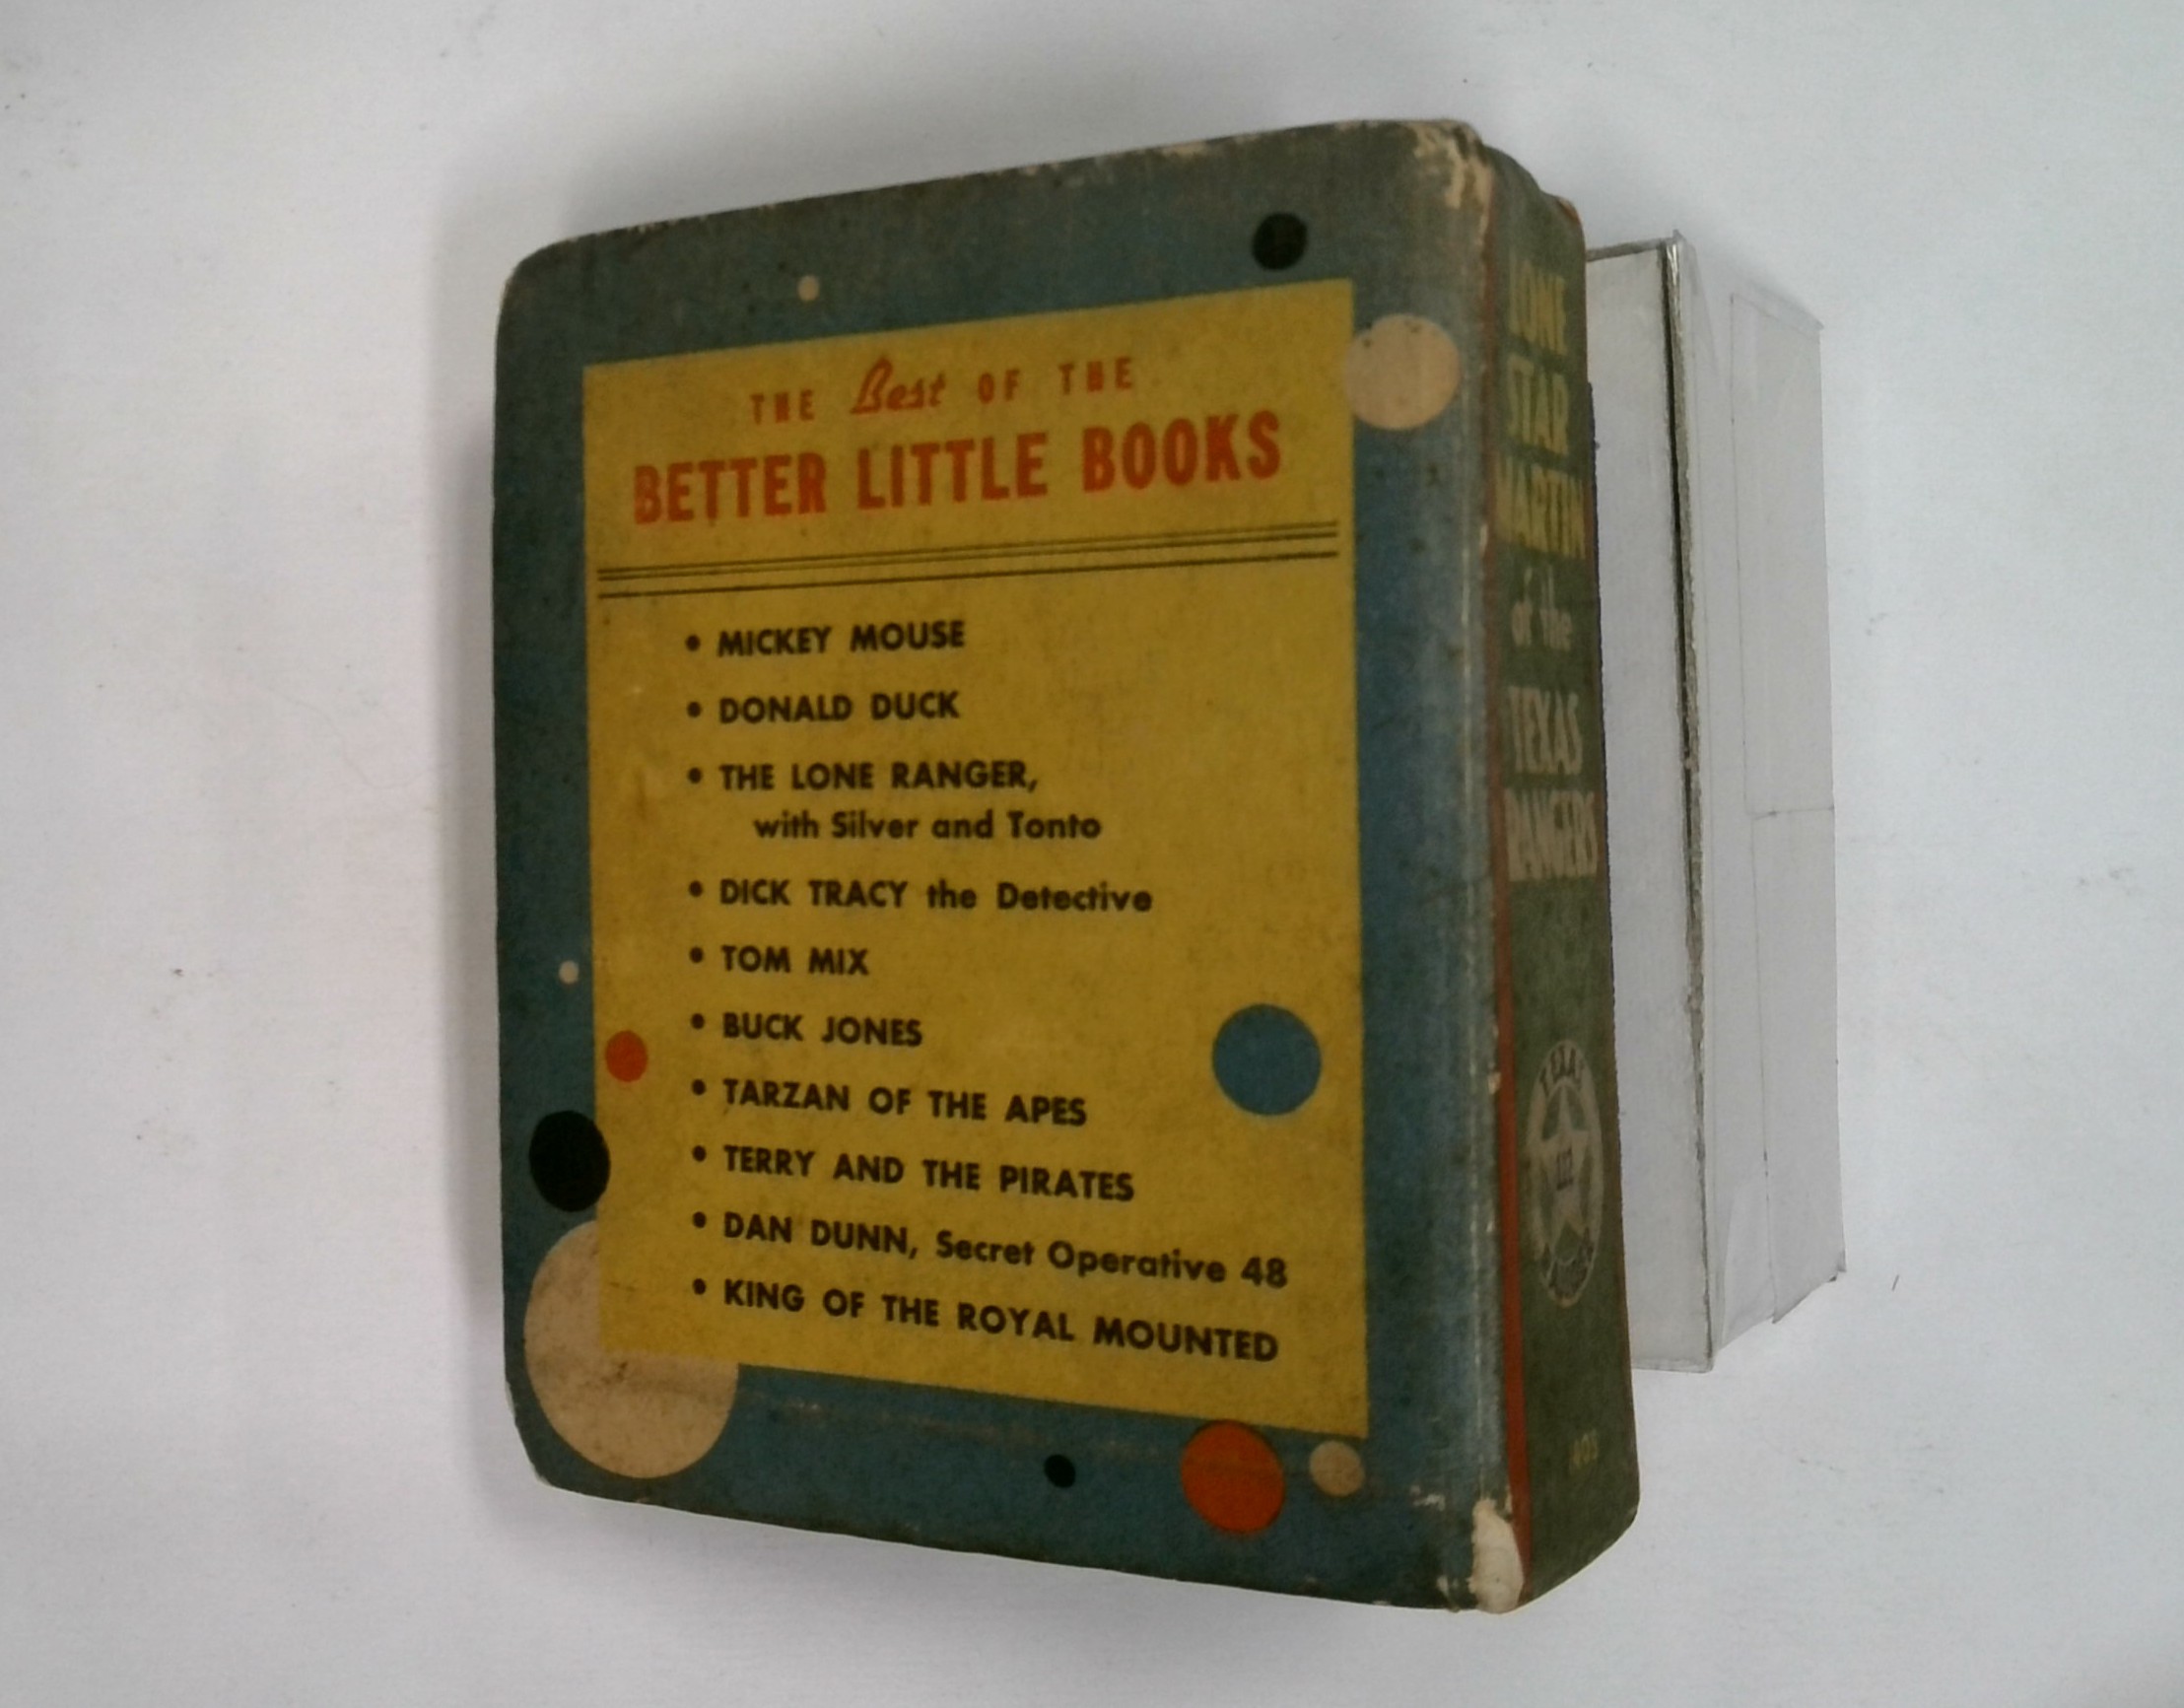 THE Best OF THE
BETTER LITTLE BOOKS
• MICKEY MOUSE
• DONALD DUCK
• THE LONE RANGER,
with Silver and Tonto
• DICK TRACY the Detective
• TOM MIX
• BUCK JONES
• TARZAN OF THE APES
• TERRY AND THE PIRATES
• DAN DUNN, Secret Operative 48
• KING OF THE ROYAL MOUNTED
LONE
STAR
MARTIN
of the
TEXAS
RANGERS
TEXAS